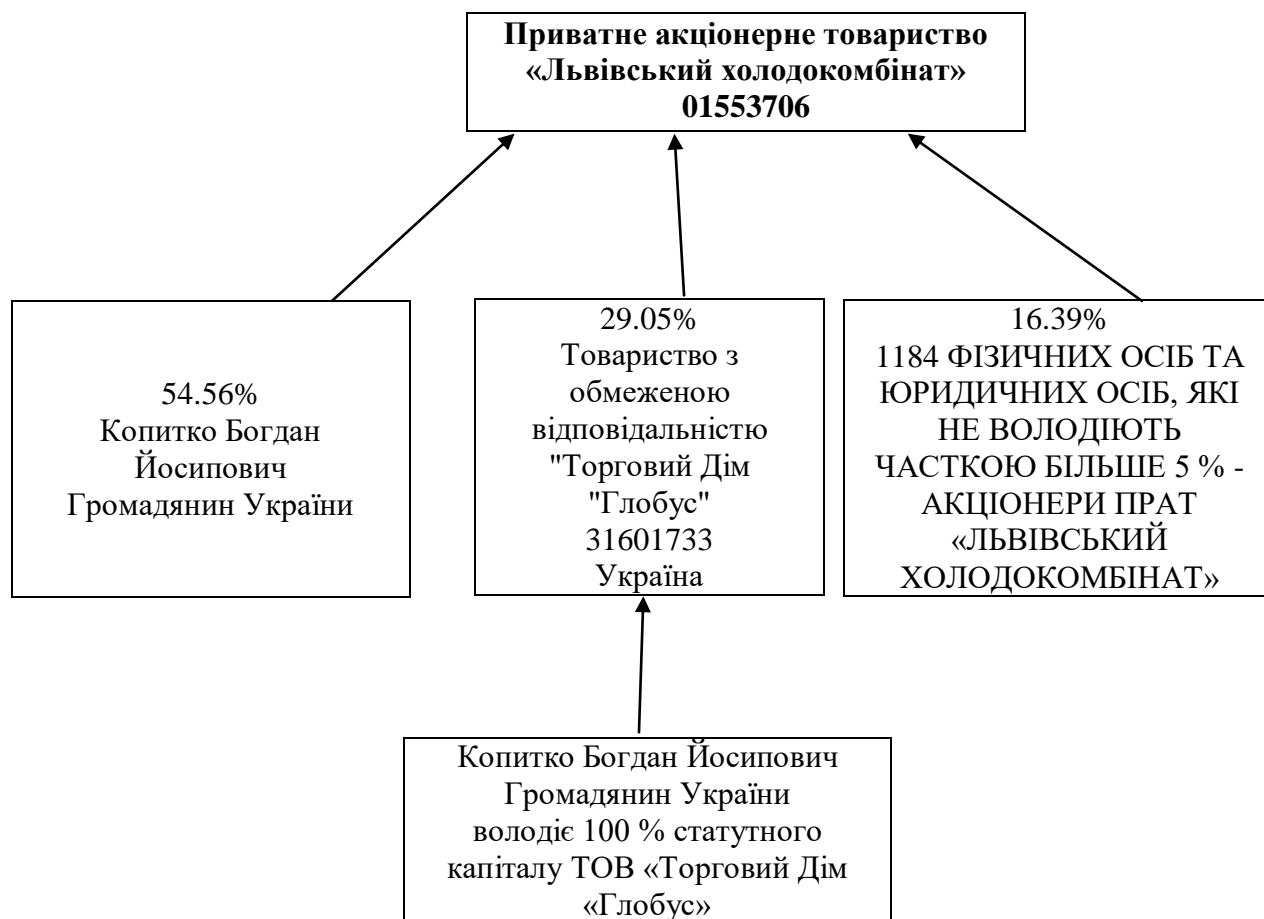 Приватне акціонерне товариство
«Львівський холодокомбінат»
01553706
54.56%
Копитко Богдан
Йосипович
Громадянин України
29.05%
Товариство з
обмеженою
відповідальністю
"Торговий Дім
"Глобус"
31601733
Україна
16.39%
1184 ФІЗИЧНИХ ОСІБ ТА
ЮРИДИЧНИХ ОСІБ, ЯКІ
НЕ ВОЛОДІЮТЬ
ЧАСТКОЮ БІЛЬШЕ 5 % -
АКЦІОНЕРИ ПРАТ
«ЛЬВІВСЬКИЙ
ХОЛОДОКОМБІНАТ»
Копитко Богдан Йосипович
Громадянин України
володіє 100 % статутного
капіталу ТОВ «Торговий Дім
«Глобус»